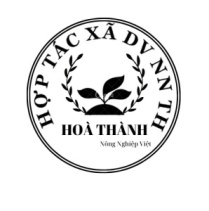 HỢP TÁC XÃ DV NN TH
HOÀ THÀNH
Nông Nghiệp Việt